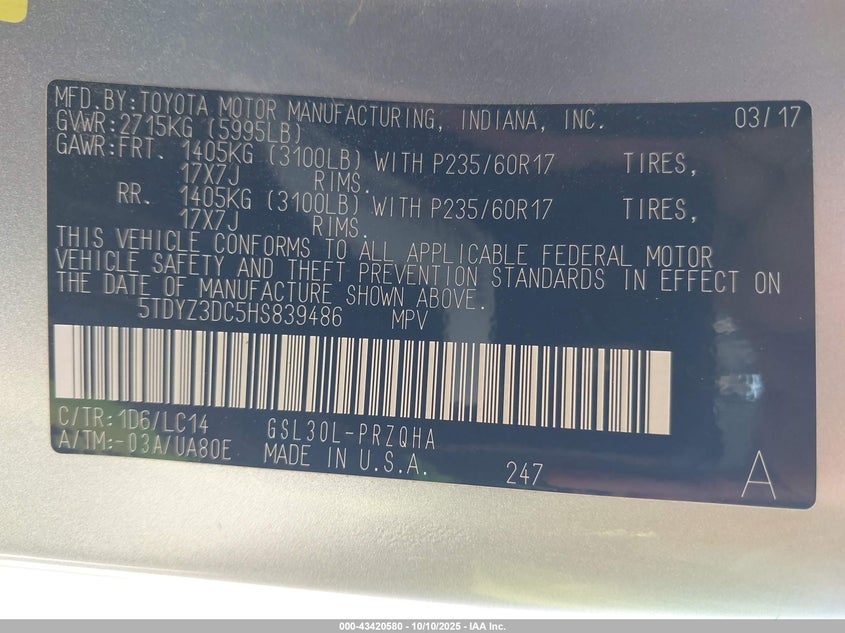 MFD.BY:TOYOTA MOTOR MANUFACTURING, INDIANA, INC. 03/17
GVWR:2715KG (5995LB)
GAWR:FRT. 1405KG (3100LB) WITH P235/60R17 TIRES,
17X7J RIMS.
RR. 1405KG (3100LB) WITH P235/60R17 TIRES,
17X7J RIMS.
THIS VEHICLE CONFORMS TO ALL APPLICABLE FEDERAL MOTOR
VEHICLE SAFETY AND THEFT PREVENTION STANDARDS IN EFFECT ON
THE DATE OF MANUFACTURE SHOWN ABOVE.
5TDYZ3DC5HS839486 MPV
C/TR:1D6/LC14 GSL30L-PRZQHA
A/TM:-03A/UA80E MADE IN U.S.A. 247 A
000-43420580 - 10/10/2025 - IAA Inc.